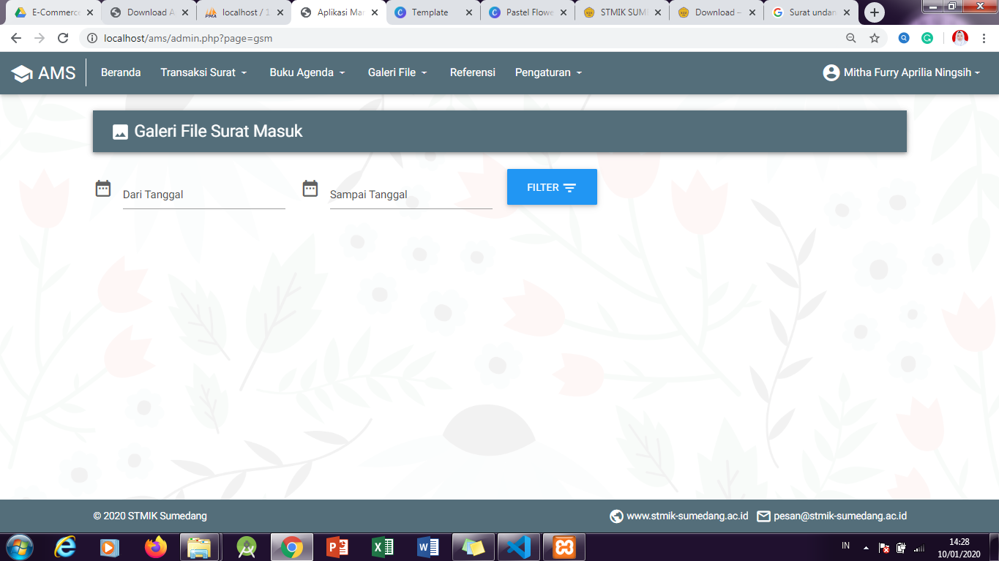 E-Commerce
Download A
localhost / 1
Aplikasi Mar
Template
Pastel Flowe
STMIK SUM
Download –
Surat undan
localhost/ams/admin.php?page=gsm
AMS
Beranda
Transaksi Surat
Buku Agenda
Galeri File
Referensi
Pengaturan
Mitha Furry Aprilia Ningsih
Galeri File Surat Masuk
Dari Tanggal
Sampai Tanggal
FILTER
© 2020 STMIK Sumedang
www.stmik-sumedang.ac.id
pesan@stmik-sumedang.ac.id
IN
14:28
10/01/2020